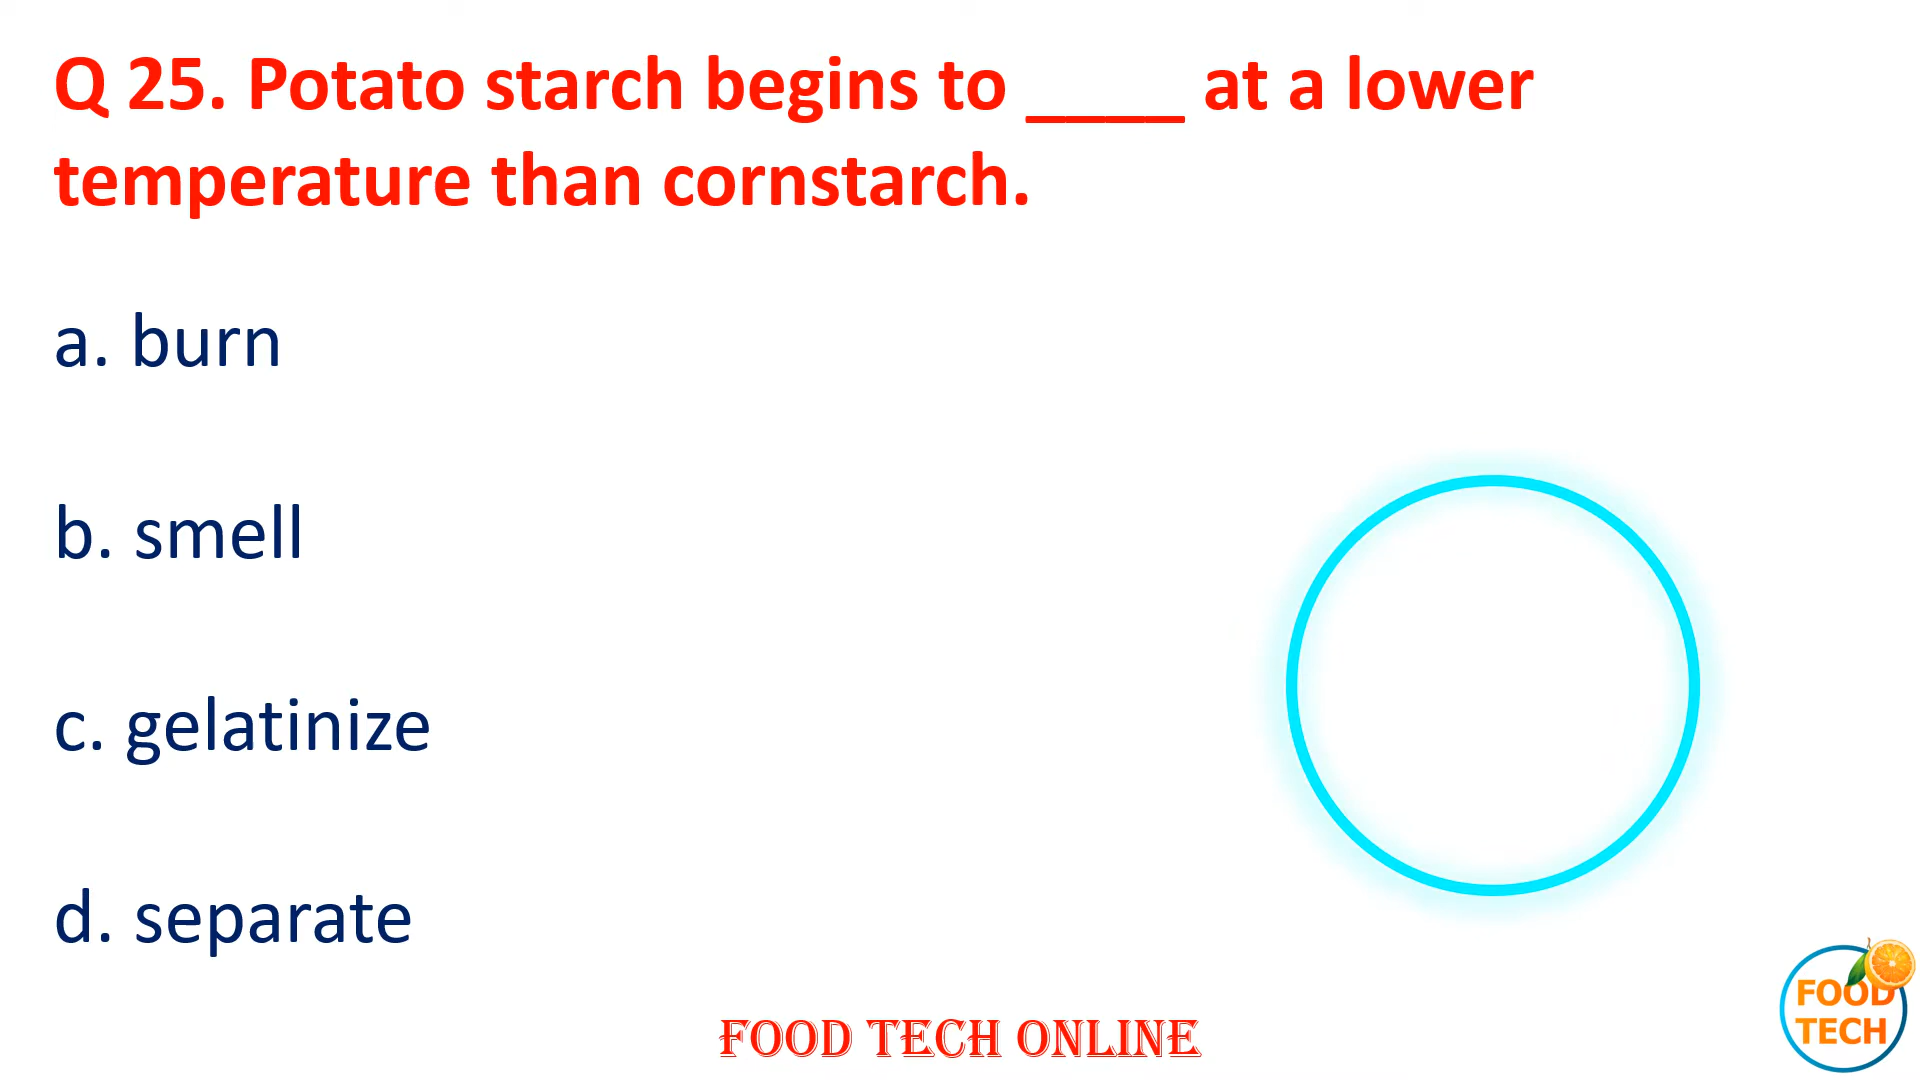 Q 25. Potato starch begins to ____ at a lower
temperature than cornstarch.
a. burn
b. smell
c. gelatinize
d. separate
FOOD TECH ONLINE
FOOD
TECH